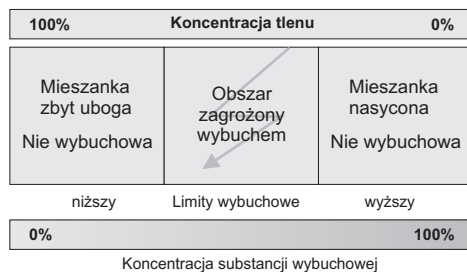 100% Koncentracja tlenu 0%
Mieszanka
zbyt uboga
Nie wybuchowa
Obszar
zagrożony
wybuchem
Mieszanka
nasycona
Nie wybuchowa
niższy Limity wybuchowe wyższy
0% 100%
Koncentracja substancji wybuchowej